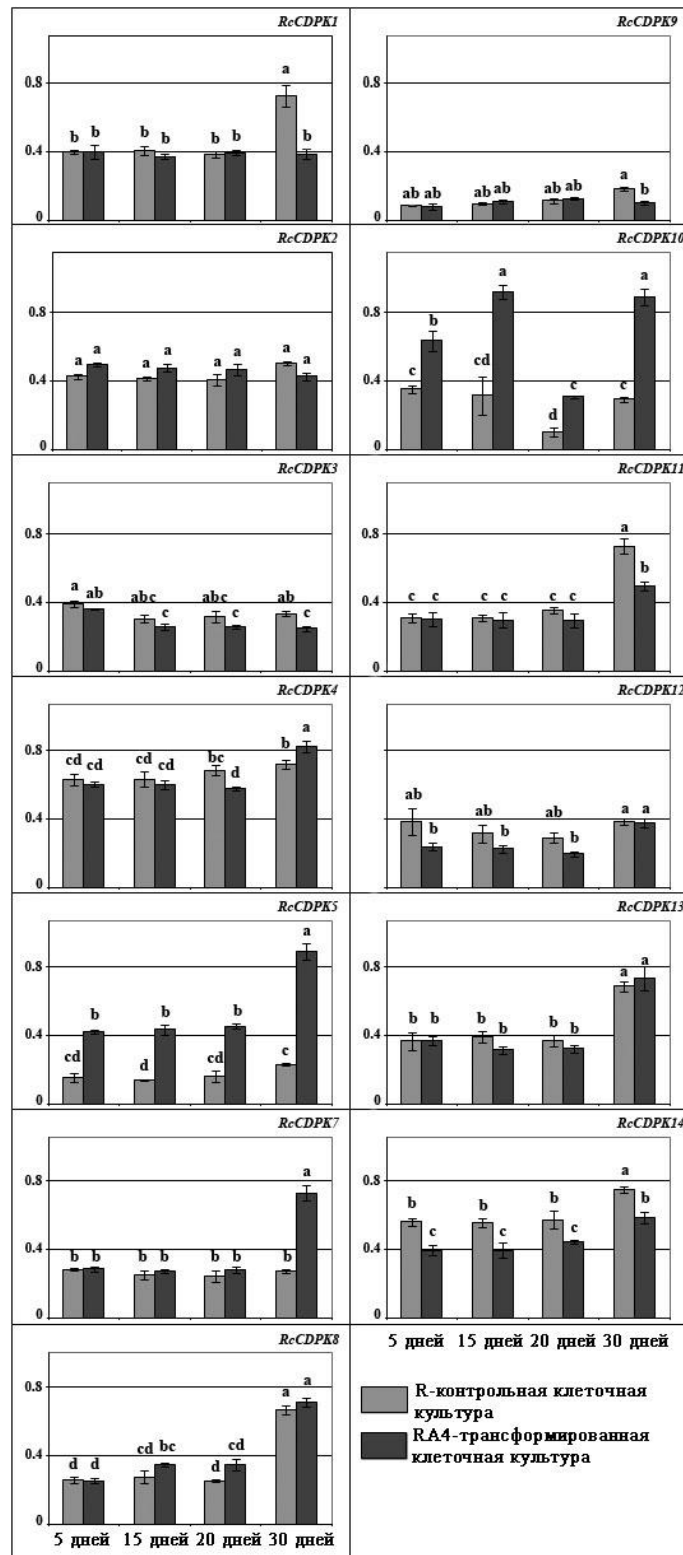 RcCDPK1
0.8
a
b b b b b b b
0.4
0
RcCDPK2
0.8
a a a a a a a a
0.4
0
RcCDPK3
0.8
a ab abc c abc c ab c
0.4
0
RcCDPK4
0.8
cd cd cd cd bc d b a
0.4
0
RcCDPK5
a
0.8
b b b
0.4
cd d cd c
0
RcCDPK7
0.8
a
b b b b b b b
0.4
0
RcCDPK8
0.8
a a
d d cd bc d cd
0.4
0
5 дней 15 дней 20 дней 30 дней
RcCDPK9
0.8
0.4
a
ab ab ab ab ab ab b
0
RcCDPK10
0.8
a a
c b cd d c c
0.4
0
RcCDPK11
0.8
a
b
c c c c c c
0.4
0
RcCDPK12
0.8
ab b ab b ab b a a
0.4
0
RcCDPK13
0.8
a a
b b b b b b
0.4
0
RcCDPK14
0.8
a
b c b c b c b
0.4
0
5 дней 15 дней 20 дней 30 дней
R-контрольная клеточная
культура
RA4-трансформированная
клеточная культура